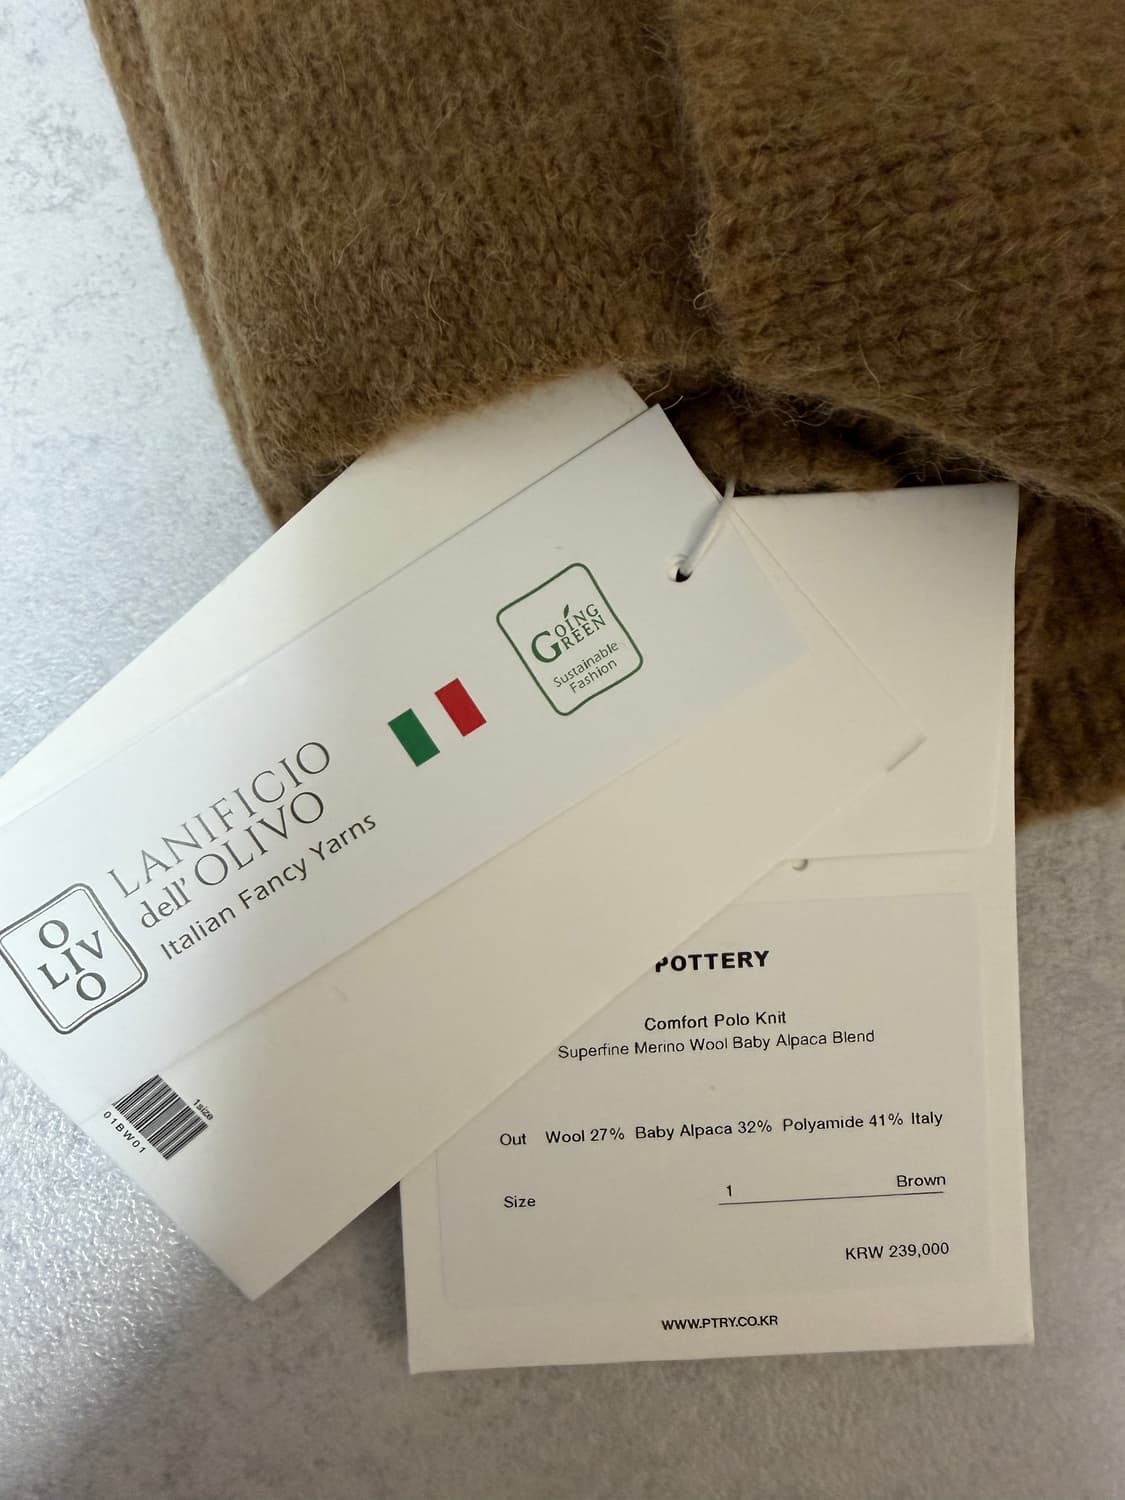 GOING
GREEN
Sustainable
Fashion
LANIFICIO
dell' OLIVO
Italian Fancy Yarns
O
LIV
O
1size
01BW01
POTTERY
Comfort Polo Knit
Superfine Merino Wool Baby Alpaca Blend
Out Wool 27% Baby Alpaca 32% Polyamide 41% Italy
Size 1 Brown
KRW 239,000
WWW.PTRY.CO.KR